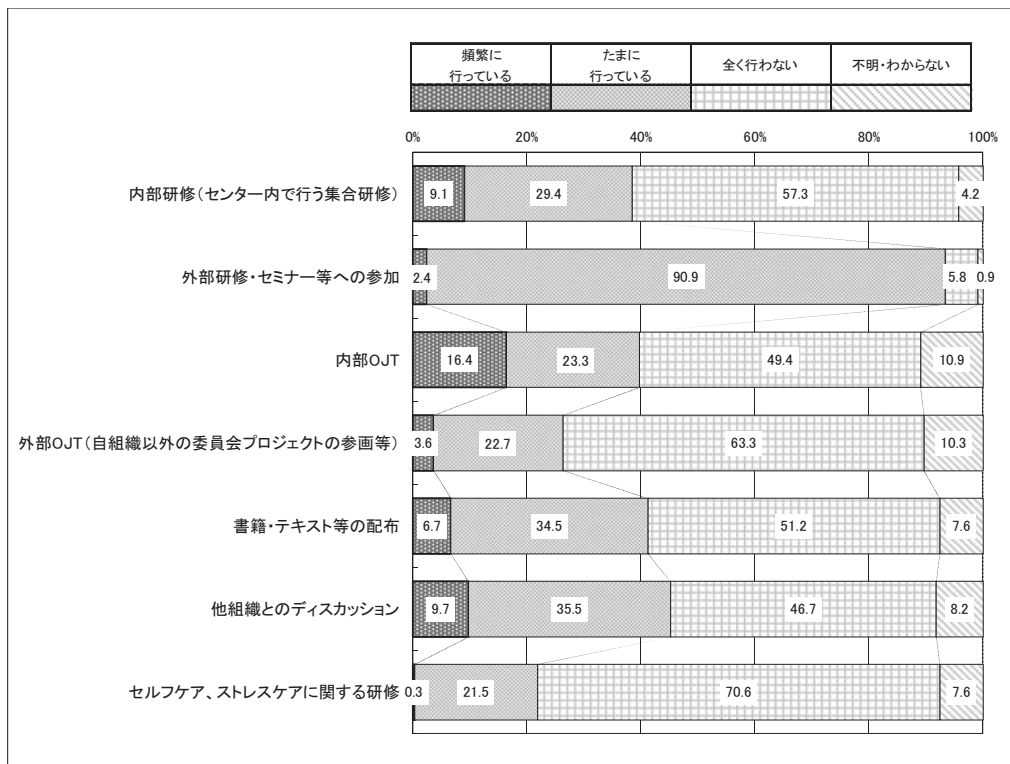 頻繁に
行っている
たまに
行っている
全く行わない
不明・わからない
0% 20% 40% 60% 80% 100%
内部研修(センター内で行う集合研修) 9.1 29.4 57.3 4.2
外部研修・セミナー等への参加 2.4 90.9 5.8 0.9
内部OJT 16.4 23.3 49.4 10.9
外部OJT(自組織以外の委員会プロジェクトの参画等) 3.6 22.7 63.3 10.3
書籍・テキスト等の配布 6.7 34.5 51.2 7.6
他組織とのディスカッション 9.7 35.5 46.7 8.2
セルフケア、ストレスケアに関する研修 0.3 21.5 70.6 7.6